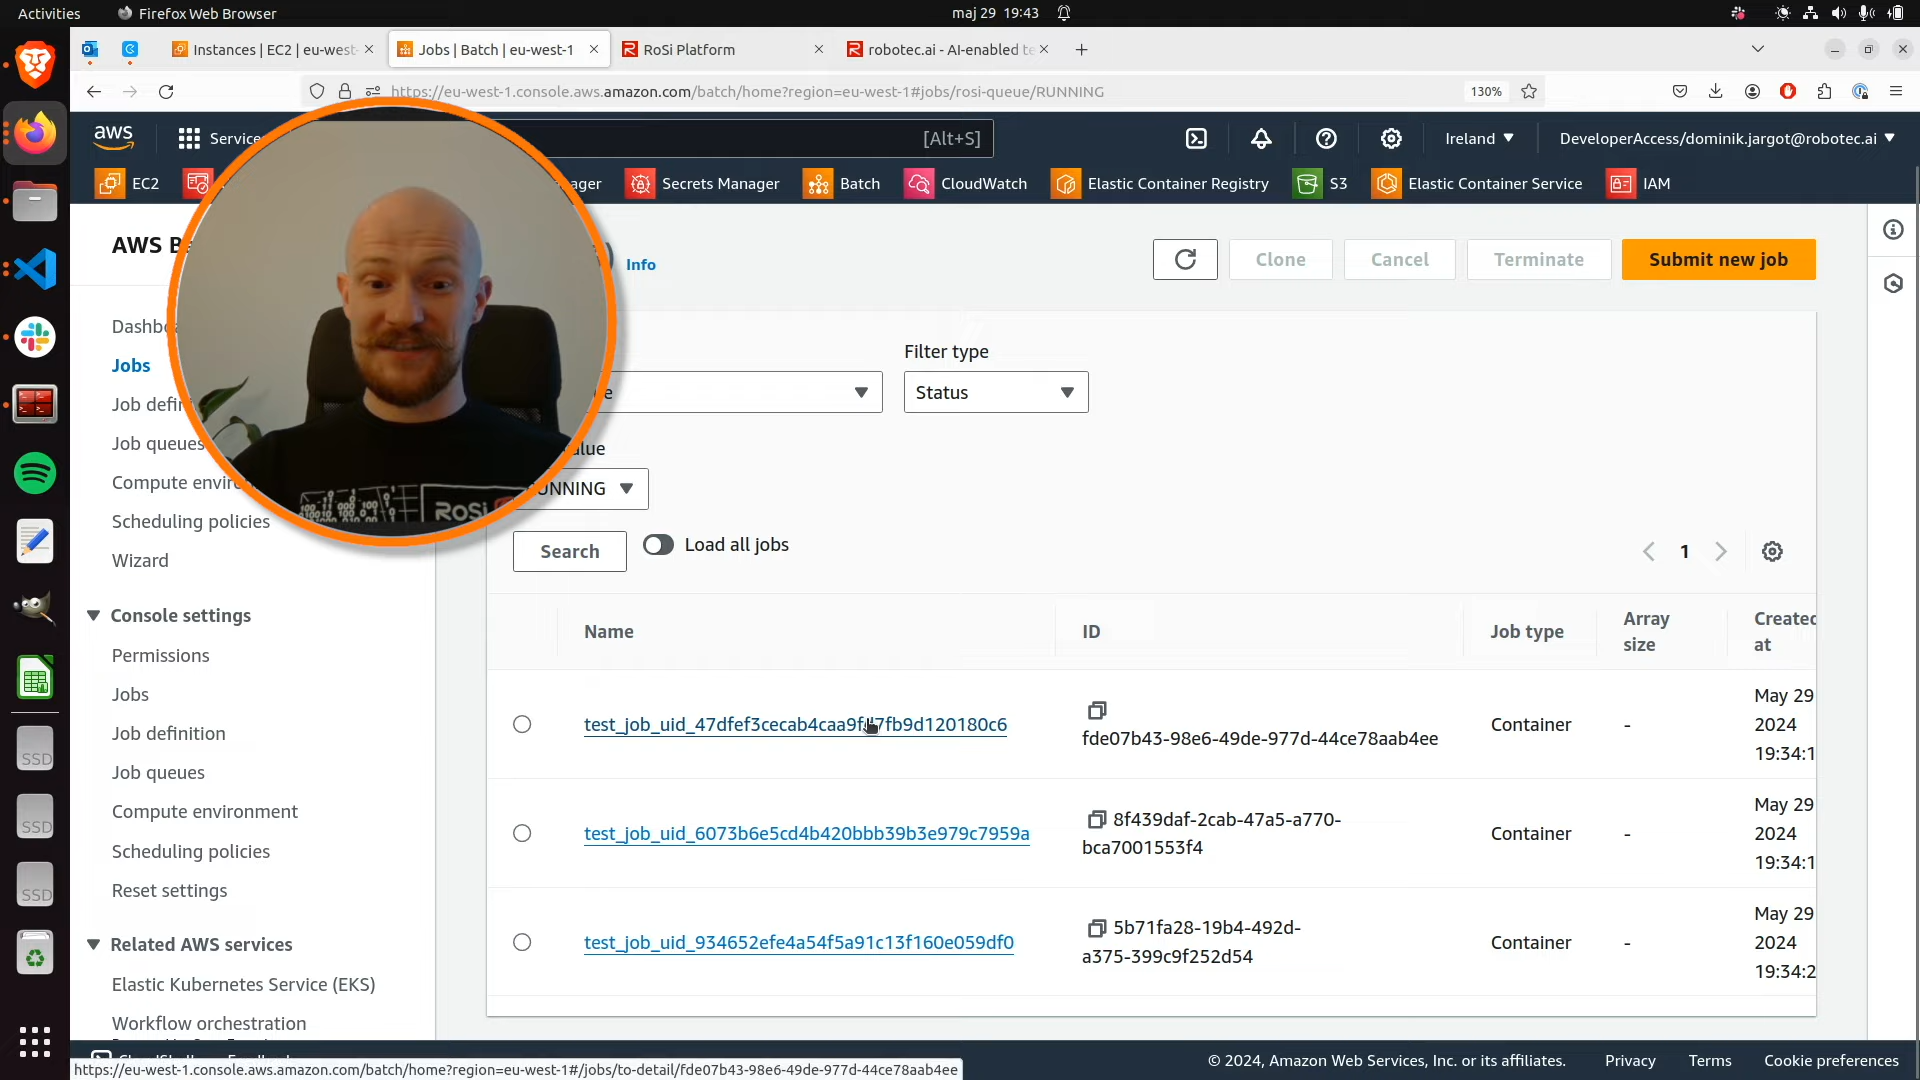 Activities
Firefox Web Browser
maj 29 19:43
Instances | EC2 | eu-west-
Jobs | Batch | eu-west-1
RoSi Platform
robotec.ai - AI-enabled te
https://eu-west-1.console.aws.amazon.com/batch/home?region=eu-west-1#jobs/rosi-queue/RUNNING
130%
aws
Service
[Alt+S]
Ireland
DeveloperAccess/dominik.jargot@robotec.ai
EC2
ager
Secrets Manager
Batch
CloudWatch
Elastic Container Registry
S3
Elastic Container Service
IAM
AWS B
Info
Clone
Cancel
Terminate
Submit new job
Dashb
Jobs
Job defin
Job queues
Compute enviro
Scheduling policies
Wizard
Filter type
e
Status
alue
UNNING
Search
Load all jobs
1
Console settings
Permissions
Jobs
Job definition
Job queues
Compute environment
Scheduling policies
Reset settings
Related AWS services
Elastic Kubernetes Service (EKS)
Workflow orchestration
Name
ID
Job type
Array
size
Created
at
fde07b43-98e6-49de-977d-44ce78aab4ee
Container
-
May 29
2024
19:34:1
test_job_uid_6073b6e5cd4b420bbb39b3e979c7959a
8f439daf-2cab-47a5-a770-
bca7001553f4
Container
-
May 29
2024
19:34:1
test_job_uid_934652efe4a54f5a91c13f160e059df0
5b71fa28-19b4-492d-
a375-399c9f252d54
Container
-
May 29
2024
19:34:2
RoSi
SSD
SSD
SSD
https://eu-west-1.console.aws.amazon.com/batch/home?region=eu-west-1#/jobs/to-detail/fde07b43-98e6-49de-977d-44ce78aab4ee
© 2024, Amazon Web Services, Inc. or its affiliates.
Privacy
Terms
Cookie preferences